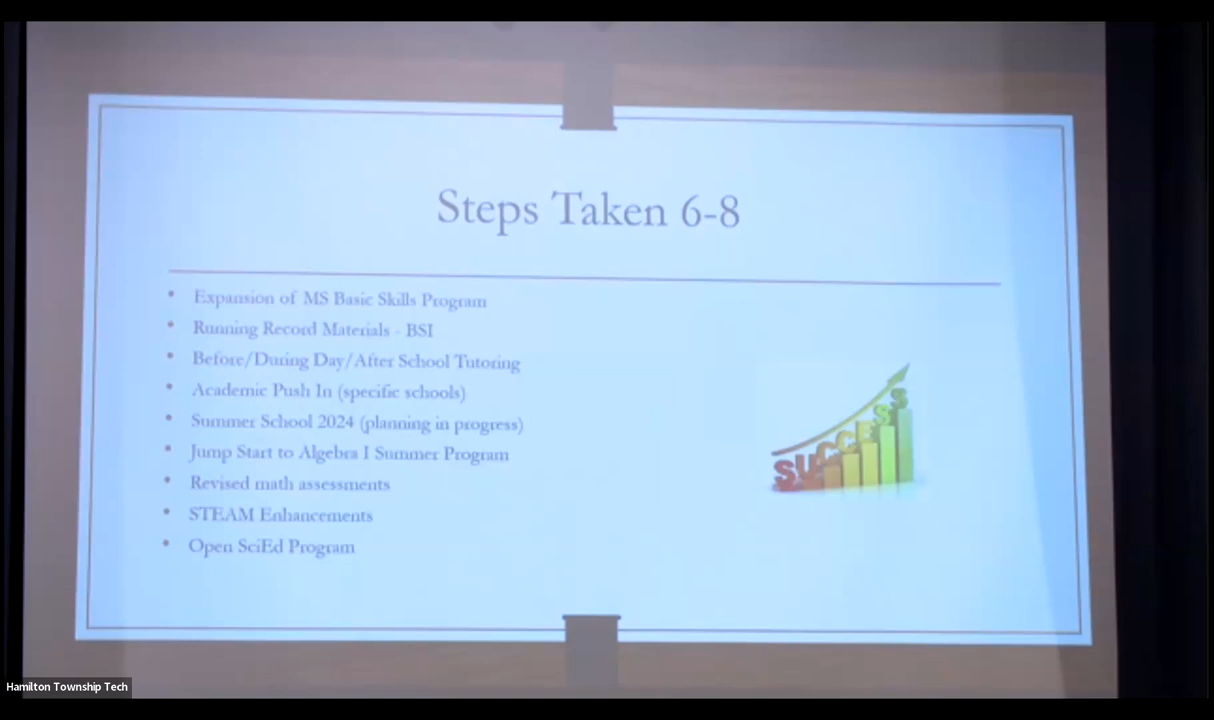 Steps Taken 6-8
• Expansion of MS Basic Skills Program
• Running Record Materials - BSI
• Before/During Day/After School Tutoring
• Academic Push In (specific schools)
• Summer School 2024 (planning in progress)
• Jump Start to Algebra I Summer Program
• Revised math assessments
• STEAM Enhancements
• Open SciEd Program
SUCCESS
Hamilton Township Tech